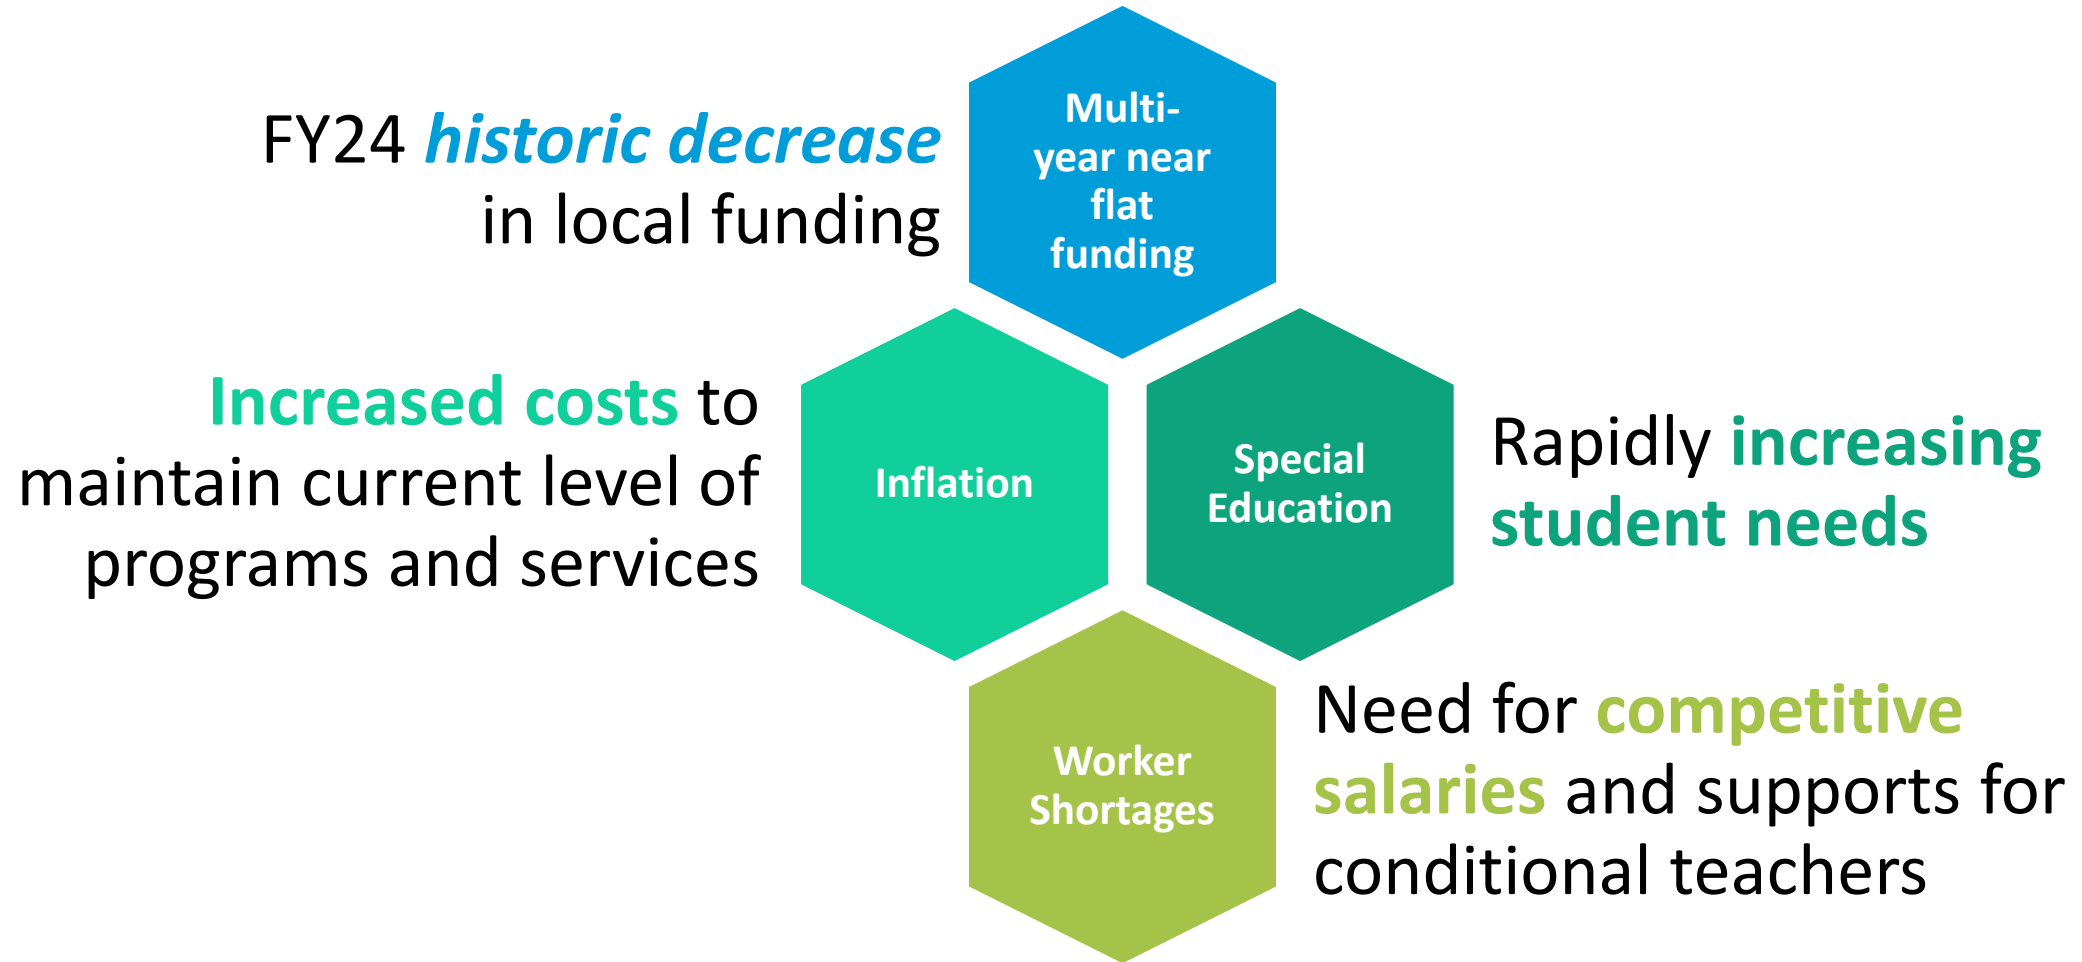 FY24 historic decrease
in local funding
Multi-
year near
flat
funding
Increased costs to
maintain current level of
programs and services
Inflation
Special
Education
Rapidly increasing
student needs
Worker
Shortages
Need for competitive
salaries and supports for
conditional teachers